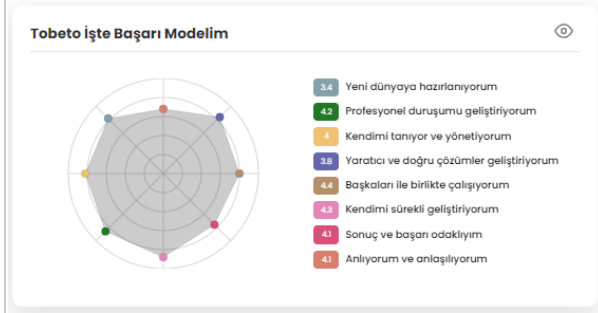 Tobeto İşte Başarı Modelim
3.4 Yeni dünyaya hazırlanıyorum
4.2 Profesyonel duruşumu geliştiriyorum
4 Kendimi tanıyor ve yönetiyorum
3.8 Yaratıcı ve doğru çözümler geliştiriyorum
4.4 Başkaları ile birlikte çalışıyorum
4.3 Kendimi sürekli geliştiriyorum
4.1 Sonuç ve başarı odaklıyım
4.1 Anlıyorum ve anlaşılıyorum